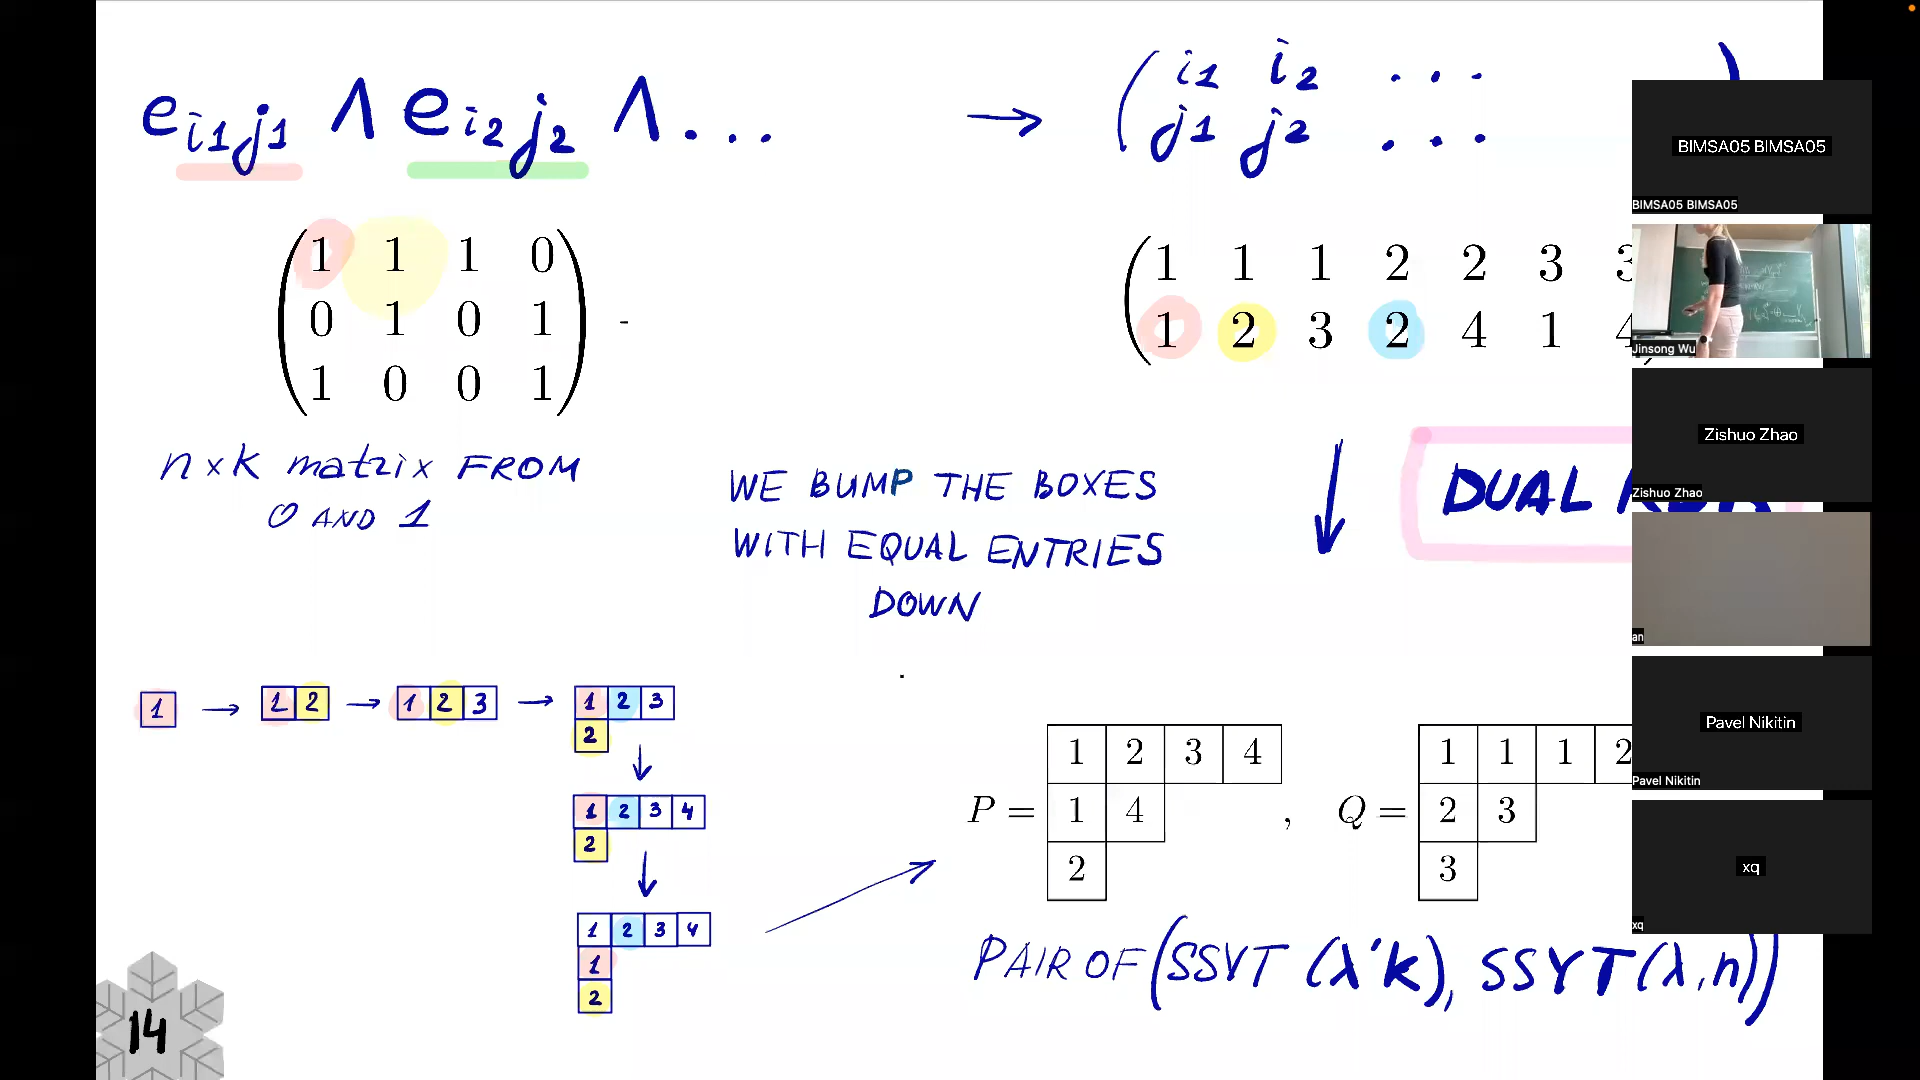 e i1j1 ∧ e i2j2 ∧ ... → ( i1 i2 ...
j1 j2 ...
1 1 1 0
0 1 0 1
1 0 0 1
1 1 1 2 2 3 3
1 2 3 2 4 1 4
n×k matrix FROM
0 AND 1
WE BUMP THE BOXES
WITH EQUAL ENTRIES
DOWN
DUAL
1 → 1 2 → 1 2 3 → 1 2 3
2
1 2 3 4
2
1 2 3 4
1
2
P =
1 2 3 4
1 4
2
,
Q =
1 1 1 2
2 3
3
PAIR OF (SSYT (λ'k), SSYT(λ,n))
14
BIMSA05 BIMSA05
BIMSA05 BIMSA05
Jinsong Wu
Zishuo Zhao
Zishuo Zhao
an
Pavel Nikitin
Pavel Nikitin
xq
xq